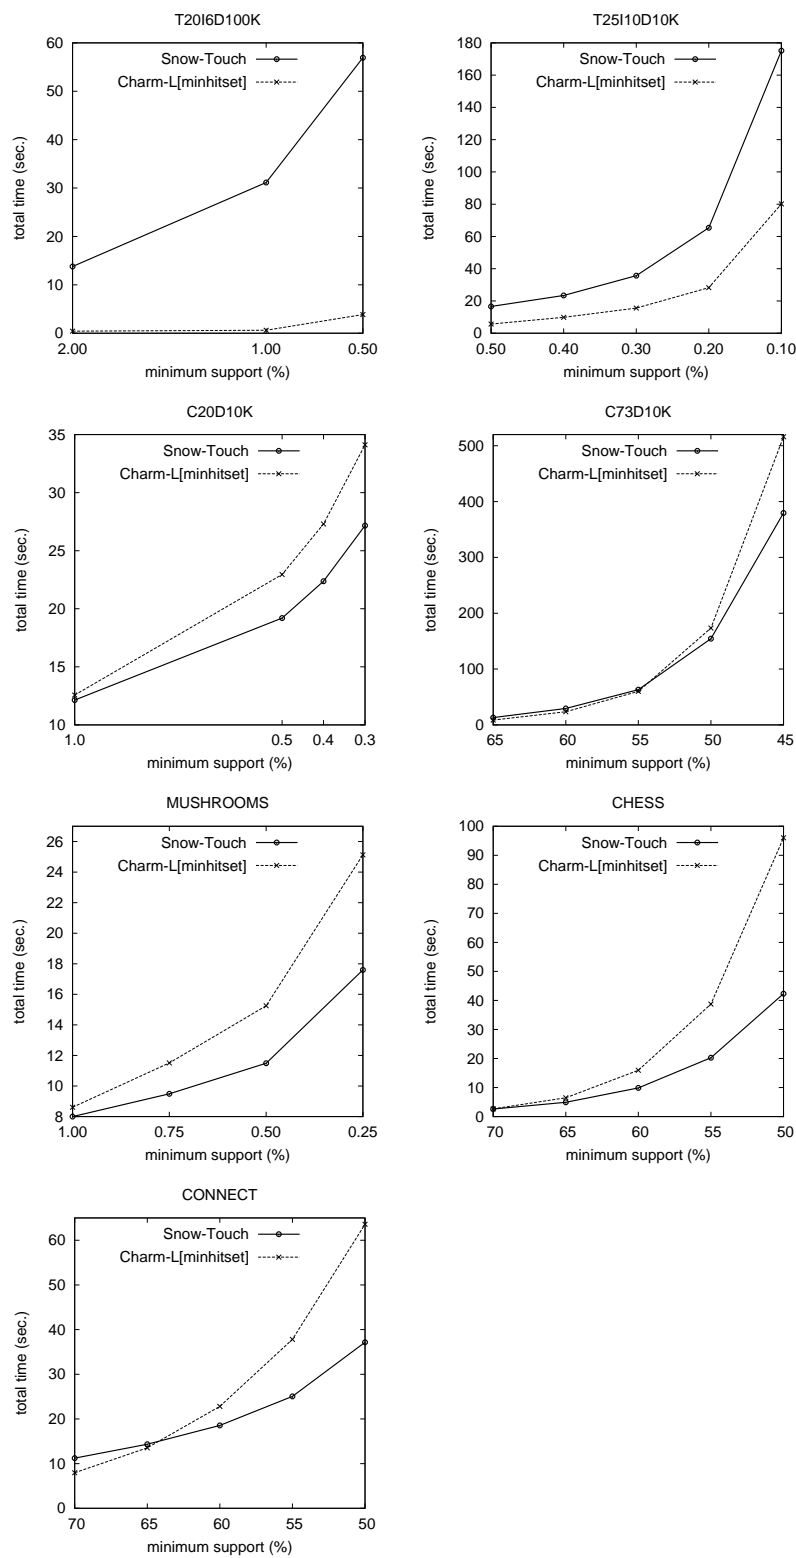 T20I6D100K
60
50
40
30
20
10
0
total time (sec.)
Snow-Touch
Charm-L[minhitset]
2.00 1.00 0.50
minimum support (%)
T25I10D10K
180
160
140
120
100
80
60
40
20
0
total time (sec.)
Snow-Touch
Charm-L[minhitset]
0.50 0.40 0.30 0.20 0.10
minimum support (%)
C20D10K
35
30
25
20
15
10
total time (sec.)
Snow-Touch
Charm-L[minhitset]
1.0 0.5 0.4 0.3
minimum support (%)
C73D10K
500
400
300
200
100
0
total time (sec.)
Snow-Touch
Charm-L[minhitset]
65 60 55 50 45
minimum support (%)
MUSHROOMS
26
24
22
20
18
16
14
12
10
8
total time (sec.)
Snow-Touch
Charm-L[minhitset]
1.00 0.75 0.50 0.25
minimum support (%)
CHESS
100
90
80
70
60
50
40
30
20
10
0
total time (sec.)
Snow-Touch
Charm-L[minhitset]
70 65 60 55 50
minimum support (%)
CONNECT
60
50
40
30
20
10
0
total time (sec.)
Snow-Touch
Charm-L[minhitset]
70 65 60 55 50
minimum support (%)